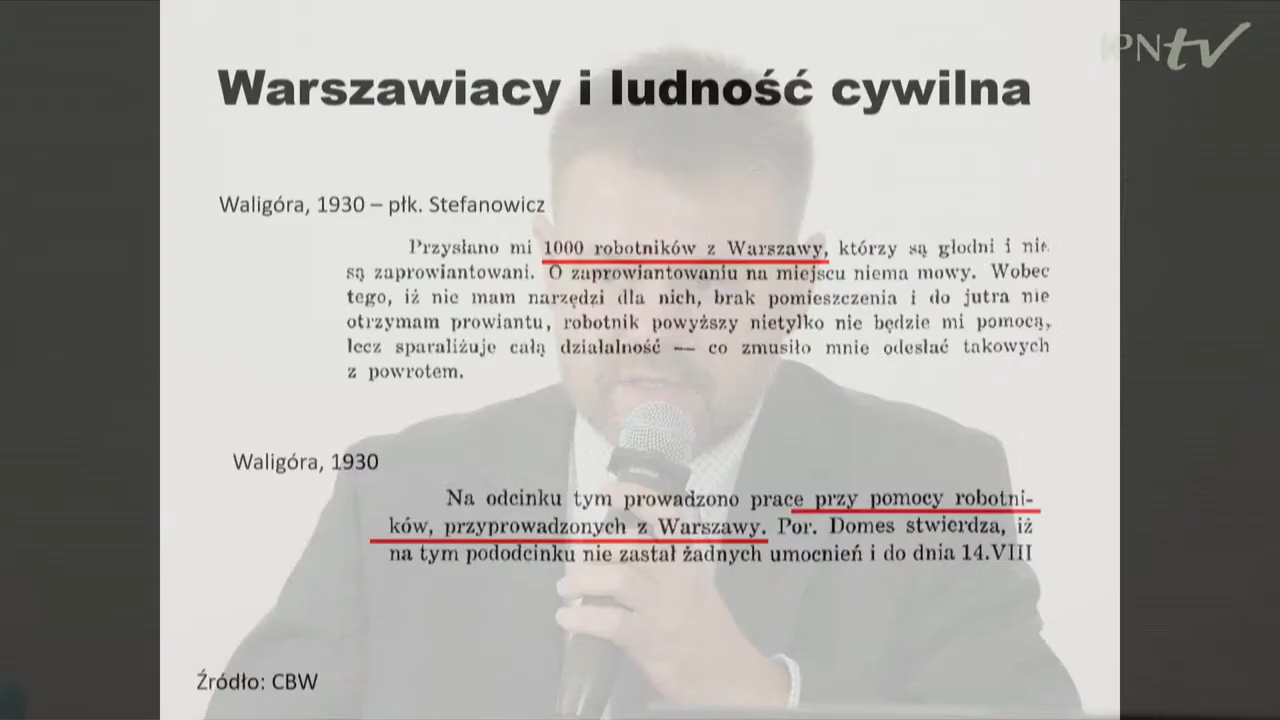 IPNtv
Warszawiacy i ludność cywilna
Waligóra, 1930 – płk. Stefanowicz
Przysłano mi 1000 robotników z Warszawy, którzy są głodni i nie
są zaprowiantowani. O zaprowiantowaniu na miejscu niema mowy. Wobec
tego, iż nie mam narzędzi dla nich, brak pomieszczenia i do jutra nie
otrzymam prowiantu, robotnik powyższy nietylko nie będzie mi pomocą,
lecz sparaliżuje całą działalność — co zmusiło mnie odesłać takowych
z powrotem.
Waligóra, 1930
Na odcinku tym prowadzono prace przy pomocy robotni-
ków, przyprowadzonych z Warszawy. Por. Domes stwierdza, iż
na tym pododcinku nie zastał żadnych umocnień i do dnia 14.VIII
Źródło: CBW